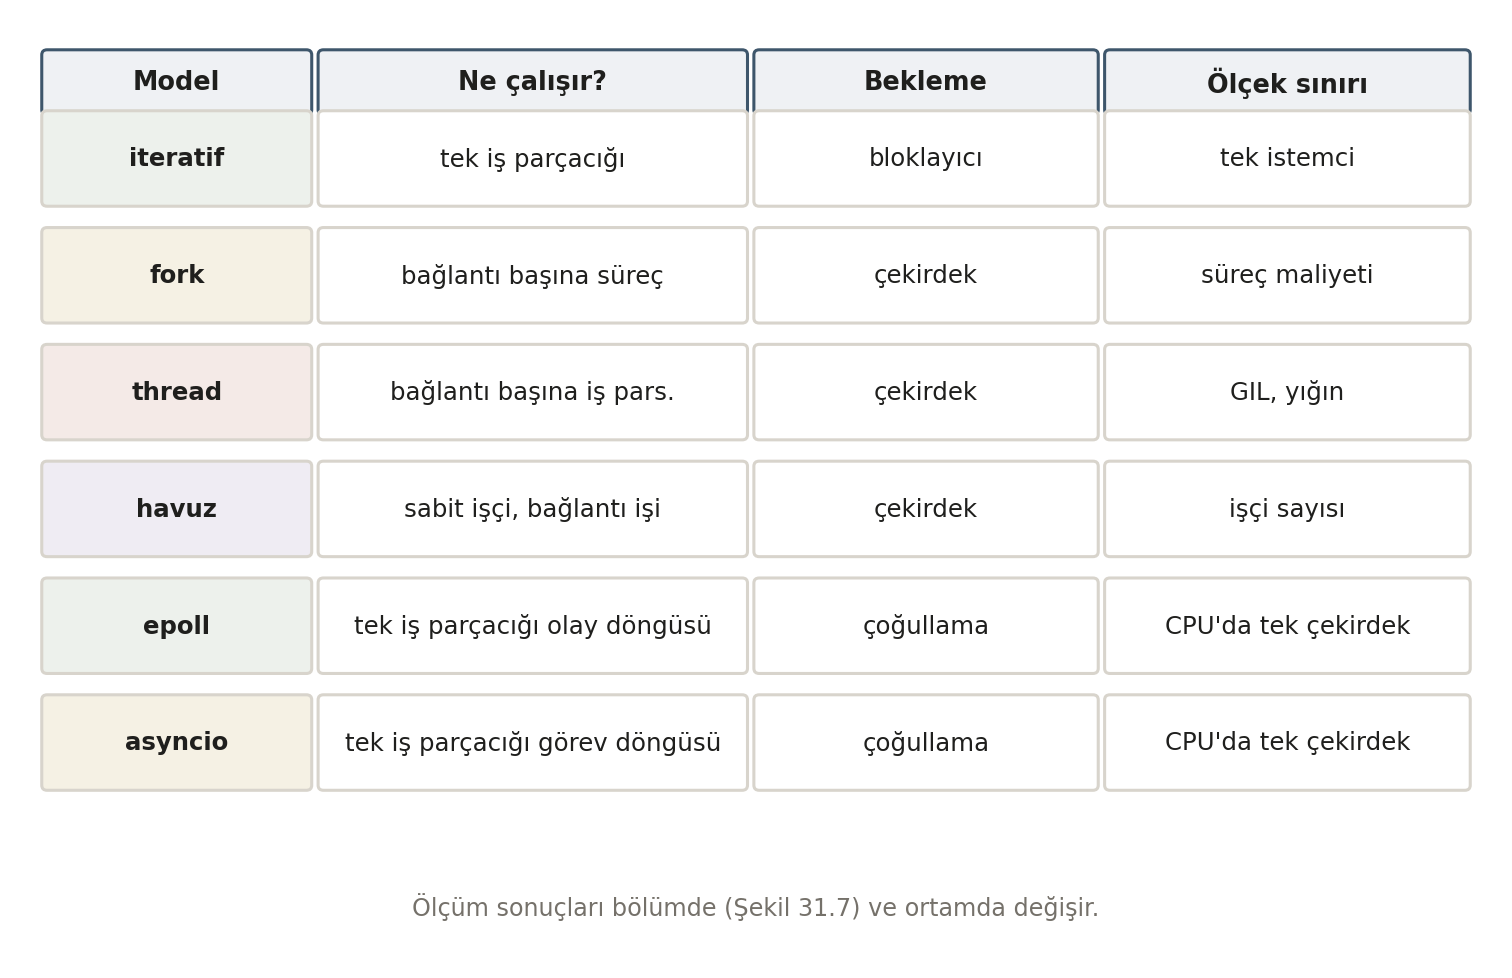 Model Ne çalışır? Bekleme Ölçek sınırı
iteratif tek iş parçacığı bloklayıcı tek istemci
fork bağlantı başına süreç çekirdek süreç maliyeti
thread bağlantı başına iş pars. çekirdek GIL, yığın
havuz sabit işçi, bağlantı işi çekirdek işçi sayısı
epoll tek iş parçacığı olay döngüsü çoğullama CPU'da tek çekirdek
asyncio tek iş parçacığı görev döngüsü çoğullama CPU'da tek çekirdek
Ölçüm sonuçları bölümde (Şekil 31.7) ve ortamda değişir.